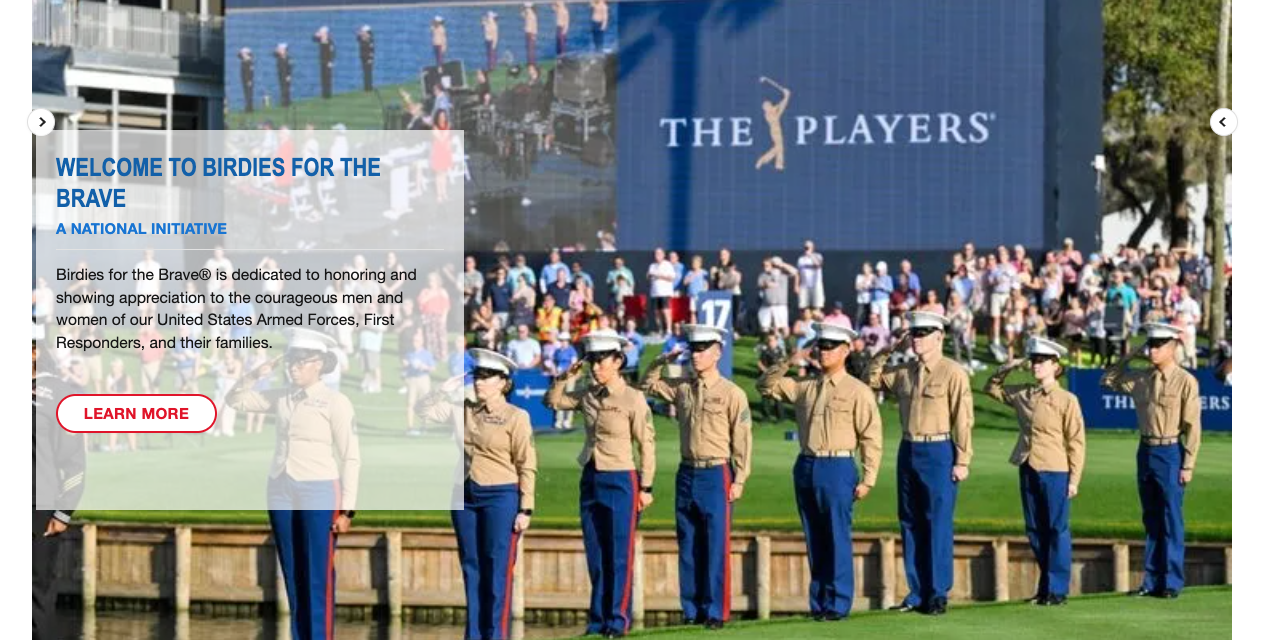 THE PLAYERS®
WELCOME TO BIRDIES FOR THE
BRAVE
A NATIONAL INITIATIVE
Birdies for the Brave® is dedicated to honoring and
showing appreciation to the courageous men and
women of our United States Armed Forces, First
Responders, and their families.
17
LEARN MORE